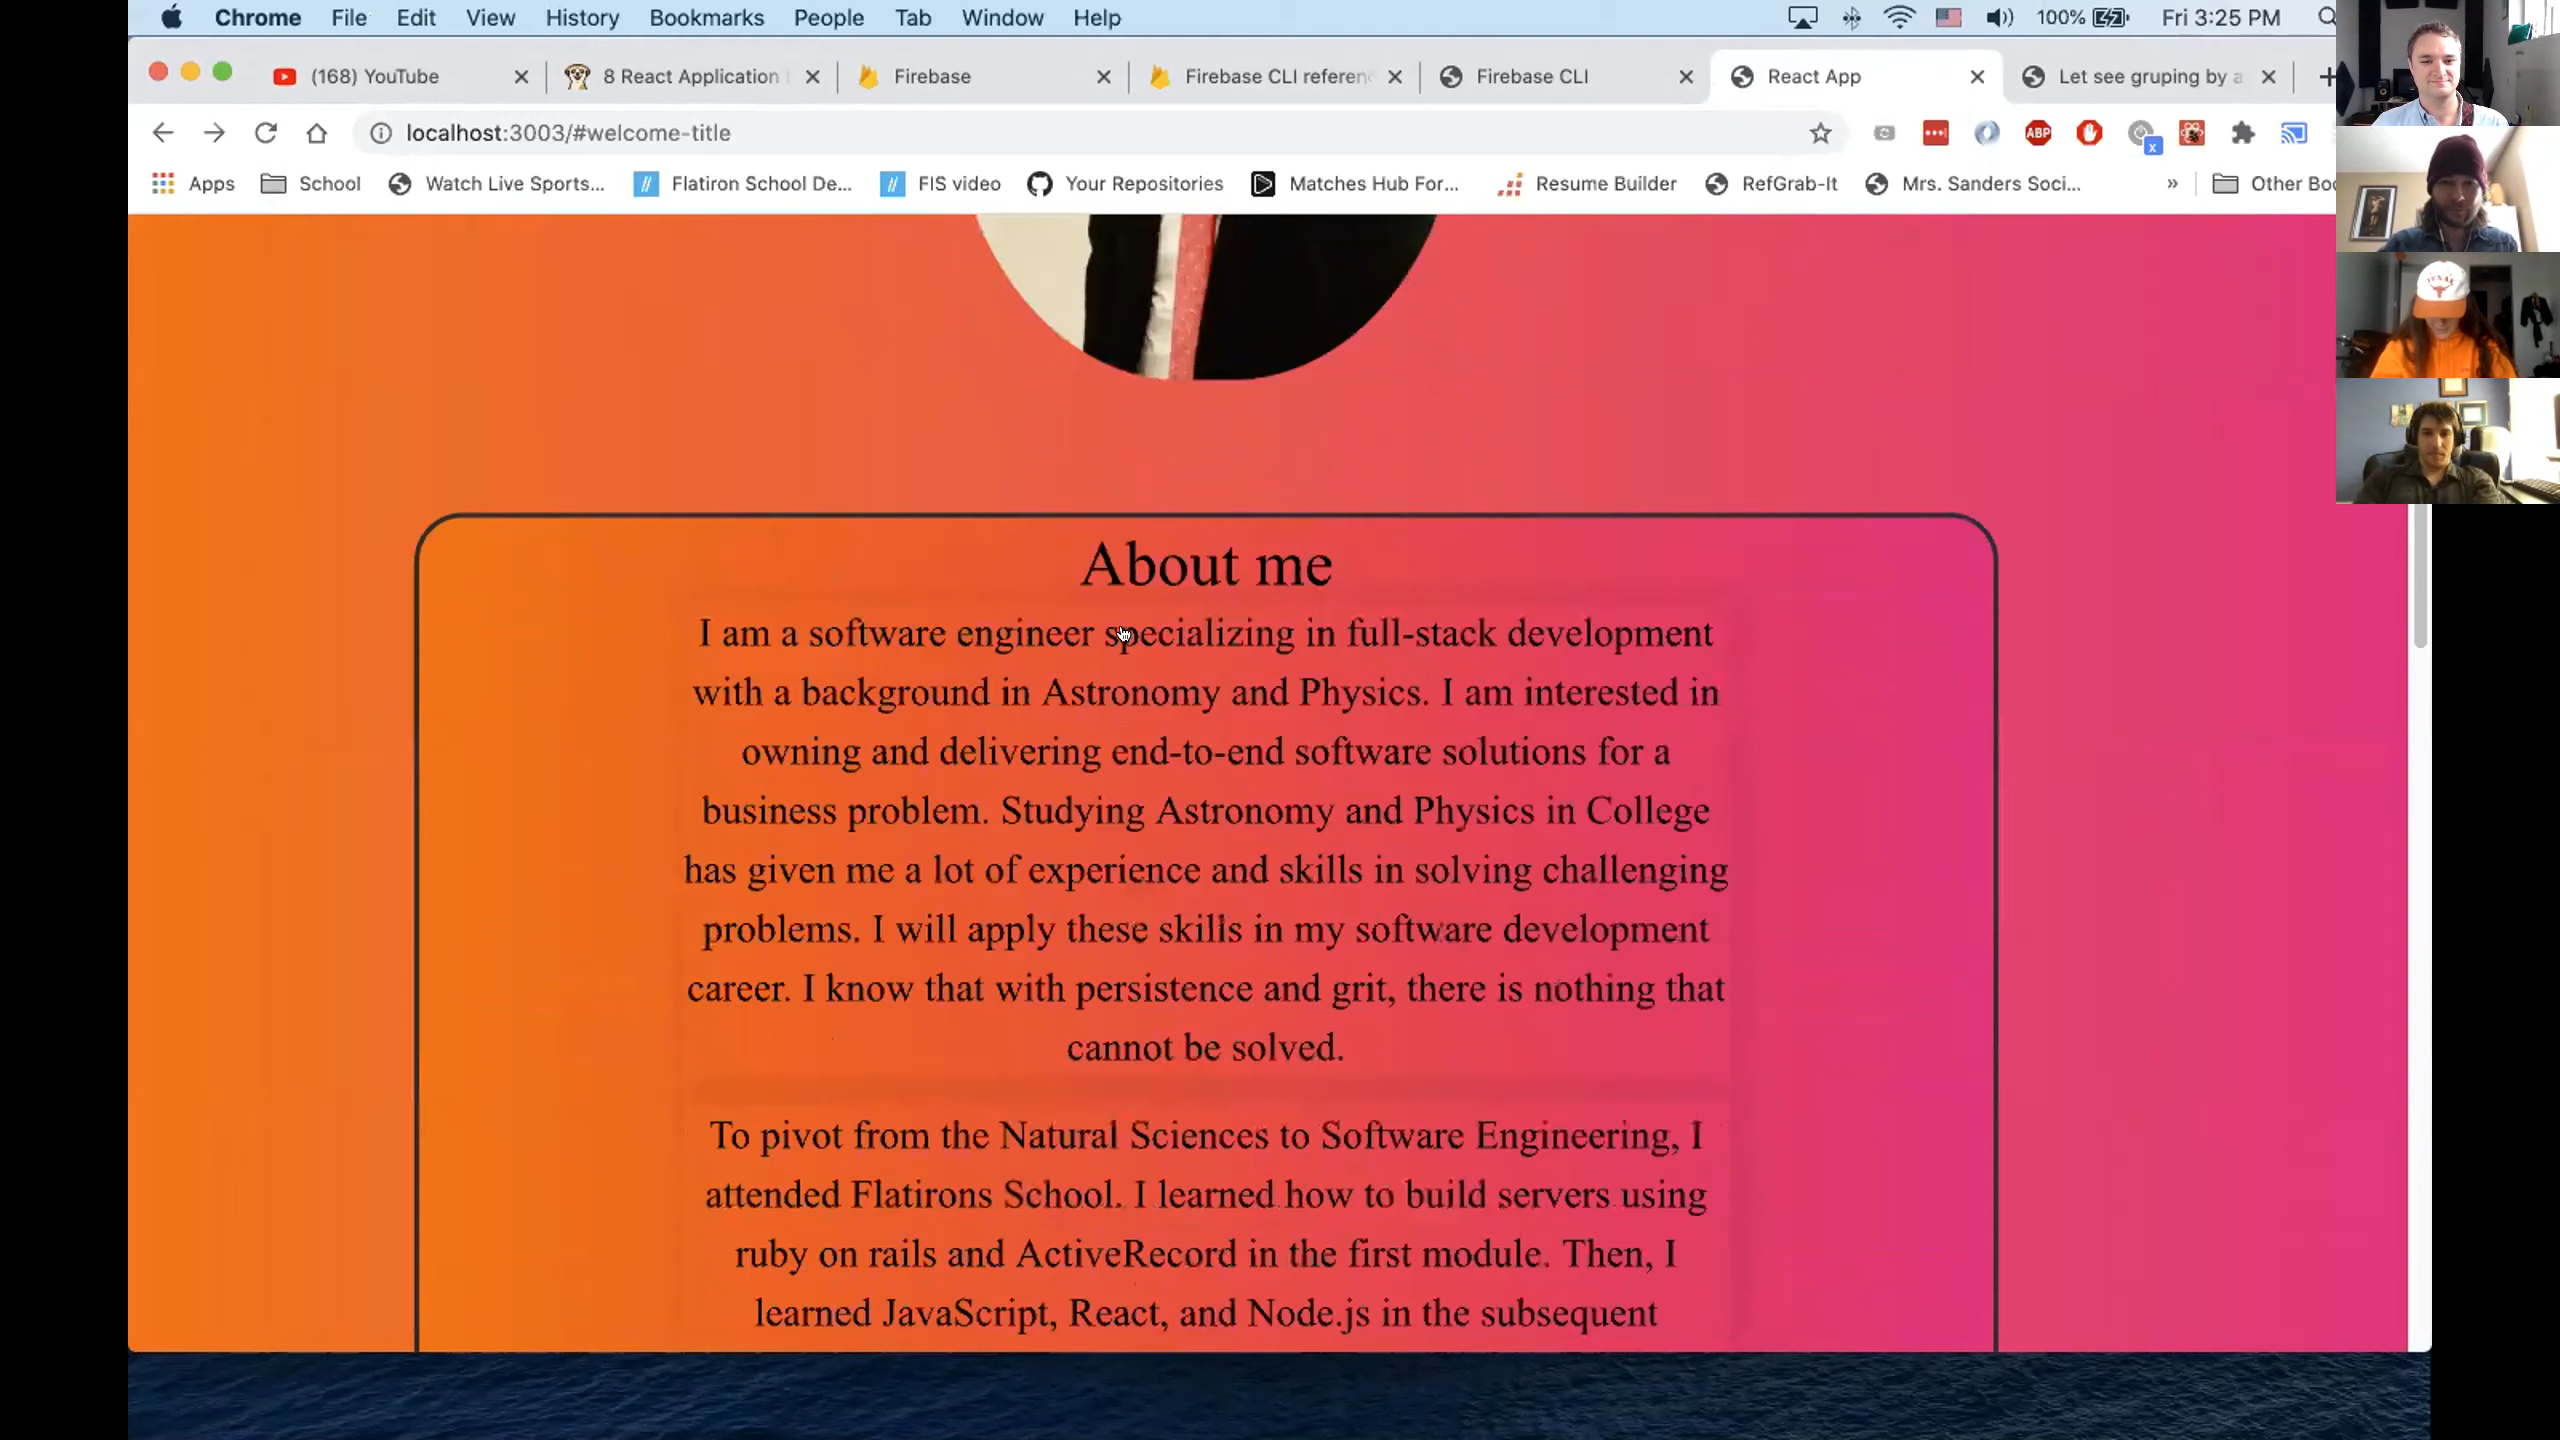 Chrome File Edit View History Bookmarks People Tab Window Help 100% Fri 3:25 PM
(168) YouTube 8 React Application Firebase Firebase CLI referen Firebase CLI React App Let see gruping by a
localhost:3003/#welcome-title ABP x
Apps School Watch Live Sports... Flatiron School De... FIS video Your Repositories Matches Hub For... Resume Builder RefGrab-It Mrs. Sanders Soci... » Other Boo
TEXAS
About me
I am a software engineer specializing in full-stack development
with a background in Astronomy and Physics. I am interested in
owning and delivering end-to-end software solutions for a
business problem. Studying Astronomy and Physics in College
has given me a lot of experience and skills in solving challenging
problems. I will apply these skills in my software development
career. I know that with persistence and grit, there is nothing that
cannot be solved.
To pivot from the Natural Sciences to Software Engineering, I
attended Flatirons School. I learned how to build servers using
ruby on rails and ActiveRecord in the first module. Then, I
learned JavaScript, React, and Node.js in the subsequent